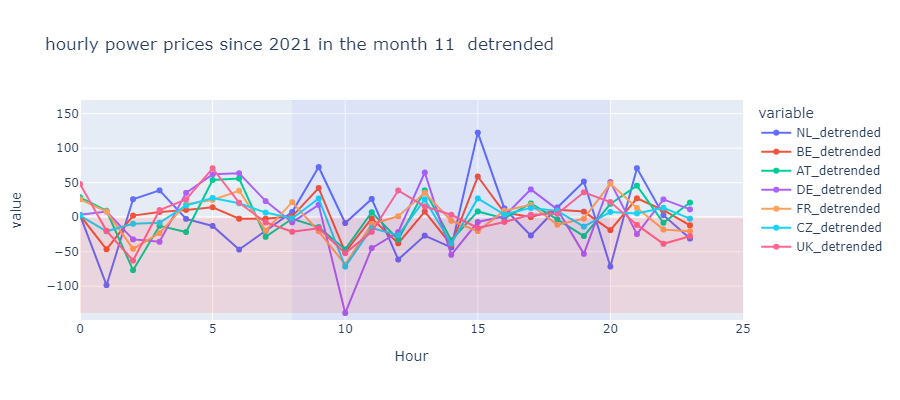 hourly power prices since 2021 in the month 11  detrended
variable
NL_detrended
BE_detrended
AT_detrended
DE_detrended
FR_detrended
CZ_detrended
UK_detrended
value
150
100
50
0
−50
−100
0 5 10 15 20 25
Hour